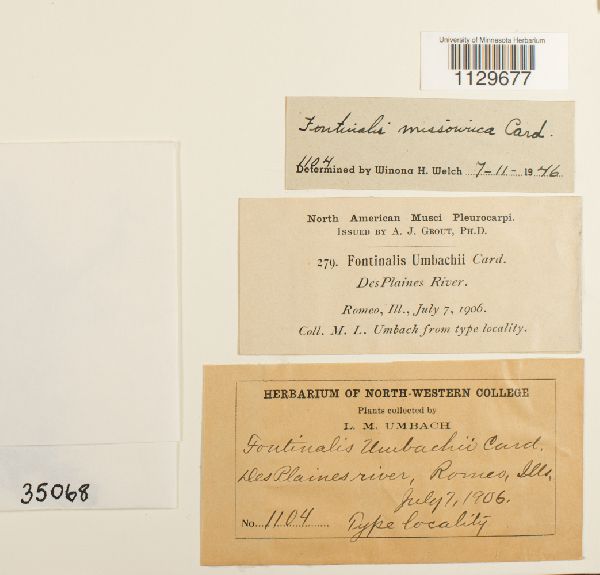 University of Minnesota Herbarium
1129677
Fontinalis missourica Card.
1104
Determined by Winona H. Welch 7-11- 1946
North American Musci Pleurocarpi.
Issued by A. J. Grout, Ph.D.
279. Fontinalis Umbachii Card.
DesPlaines River.
Romeo, Ill., July 7, 1906.
Coll. M. L. Umbach from type locality.
HERBARIUM OF NORTH-WESTERN COLLEGE
Plants collected by
L. M. UMBACH
Fontinalis Umbachii Card.
DesPlaines river, Romeo, Ills,
July 7, 1906.
No. 1104 Type locality
35068